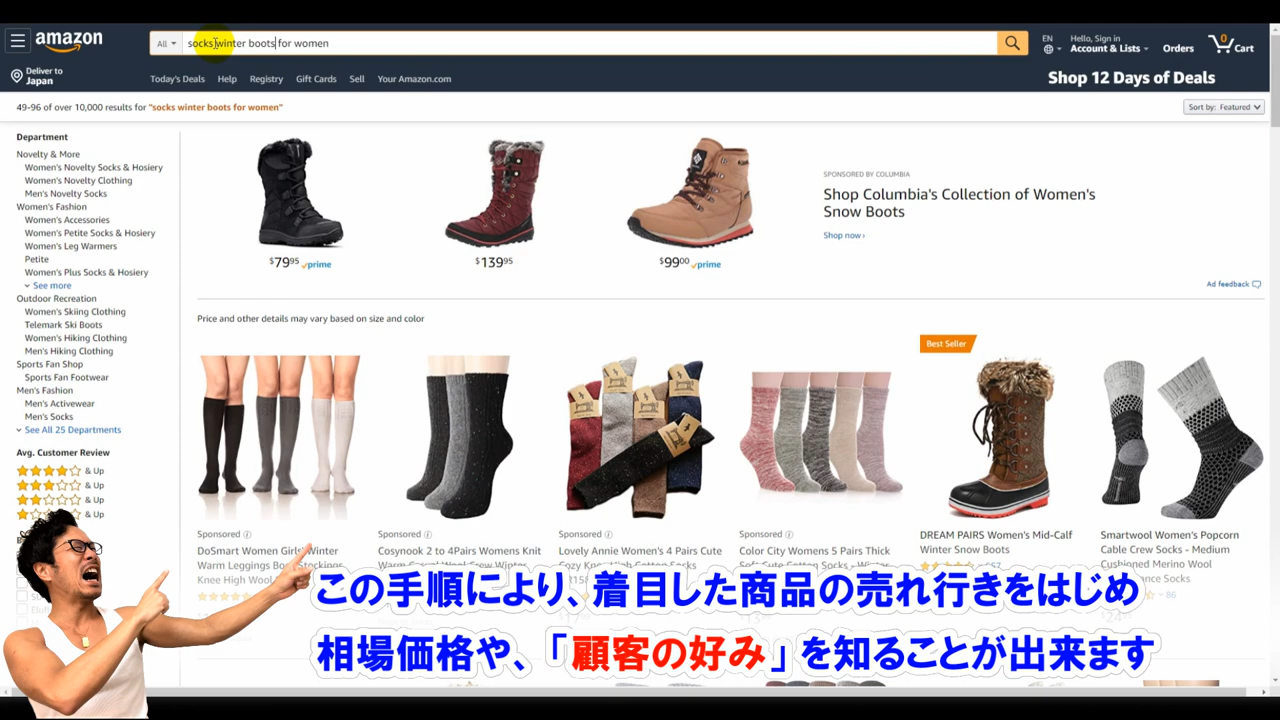 amazon
All
socks winter boots for women
EN
Hello, Sign in
Account & Lists
Orders
0
Cart
Deliver to
Japan
Today's Deals
Help
Registry
Gift Cards
Sell
Your Amazon.com
Shop 12 Days of Deals
49-96 of over 10,000 results for "socks winter boots for women"
Sort by: Featured
Department
Novelty & More
Women's Novelty Socks & Hosiery
Women's Novelty Clothing
Men's Novelty Socks
Women's Fashion
Women's Accessories
Women's Petite Socks & Hosiery
Women's Leg Warmers
Petite
Women's Plus Socks & Hosiery
See more
Outdoor Recreation
Women's Skiing Clothing
Telemark Ski Boots
Women's Hiking Clothing
Men's Hiking Clothing
Sports Fan Shop
Sports Fan Footwear
Men's Fashion
Men's Activewear
Men's Socks
See All 25 Departments
Avg. Customer Review
& Up
& Up
& Up
& Up
$79.95 prime
$139.95
$99.00 prime
SPONSORED BY COLUMBIA
Shop Columbia's Collection of Women's
Snow Boots
Shop now ›
Ad feedback
Price and other details may vary based on size and color
Best Seller
Sponsored
DoSmart Women Girls Winter
Warm Leggings Boot Stockings
Knee High Wool
Sponsored
Cosynook 2 to 4Pairs Womens Knit
Warm Casual Wool Crew Winter
Sponsored
Lovely Annie Women's 4 Pairs Cute
Sponsored
Color City Womens 5 Pairs Thick
DREAM PAIRS Women's Mid-Calf
Winter Snow Boots
Smartwool Women's Popcorn
Cable Crew Socks - Medium
Cushioned Merino Wool
86
この手順により、着目した商品の売れ行きをはじめ
相場価格や、「顧客の好み」を知ることが出来ます